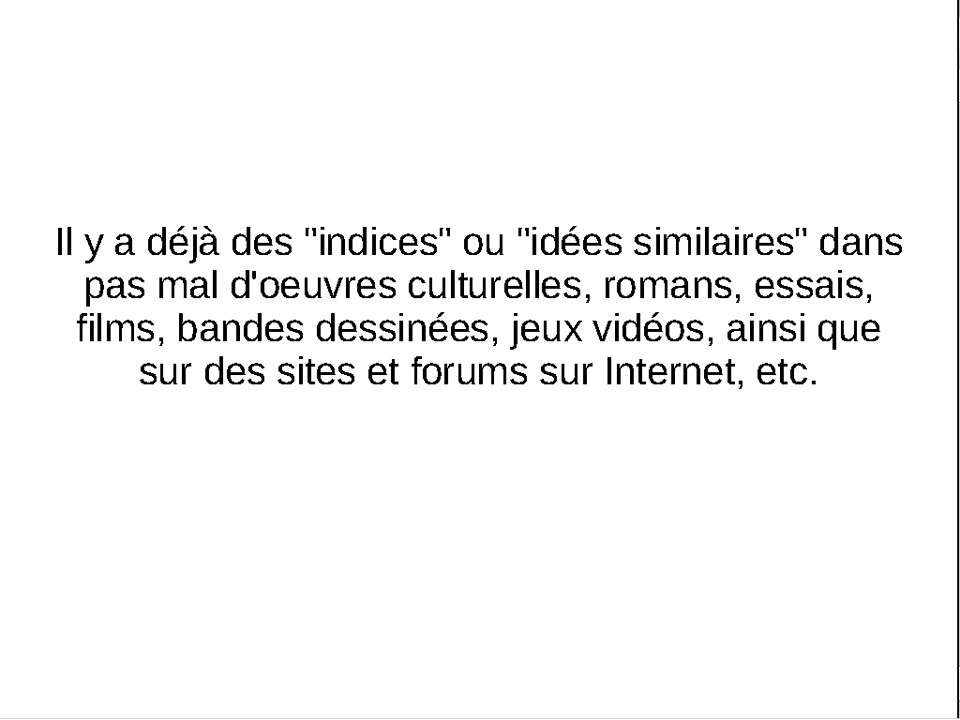 Il y a déjà des "indices" ou "idées similaires" dans
pas mal d'oeuvres culturelles, romans, essais,
films, bandes dessinées, jeux vidéos, ainsi que
sur des sites et forums sur Internet, etc.